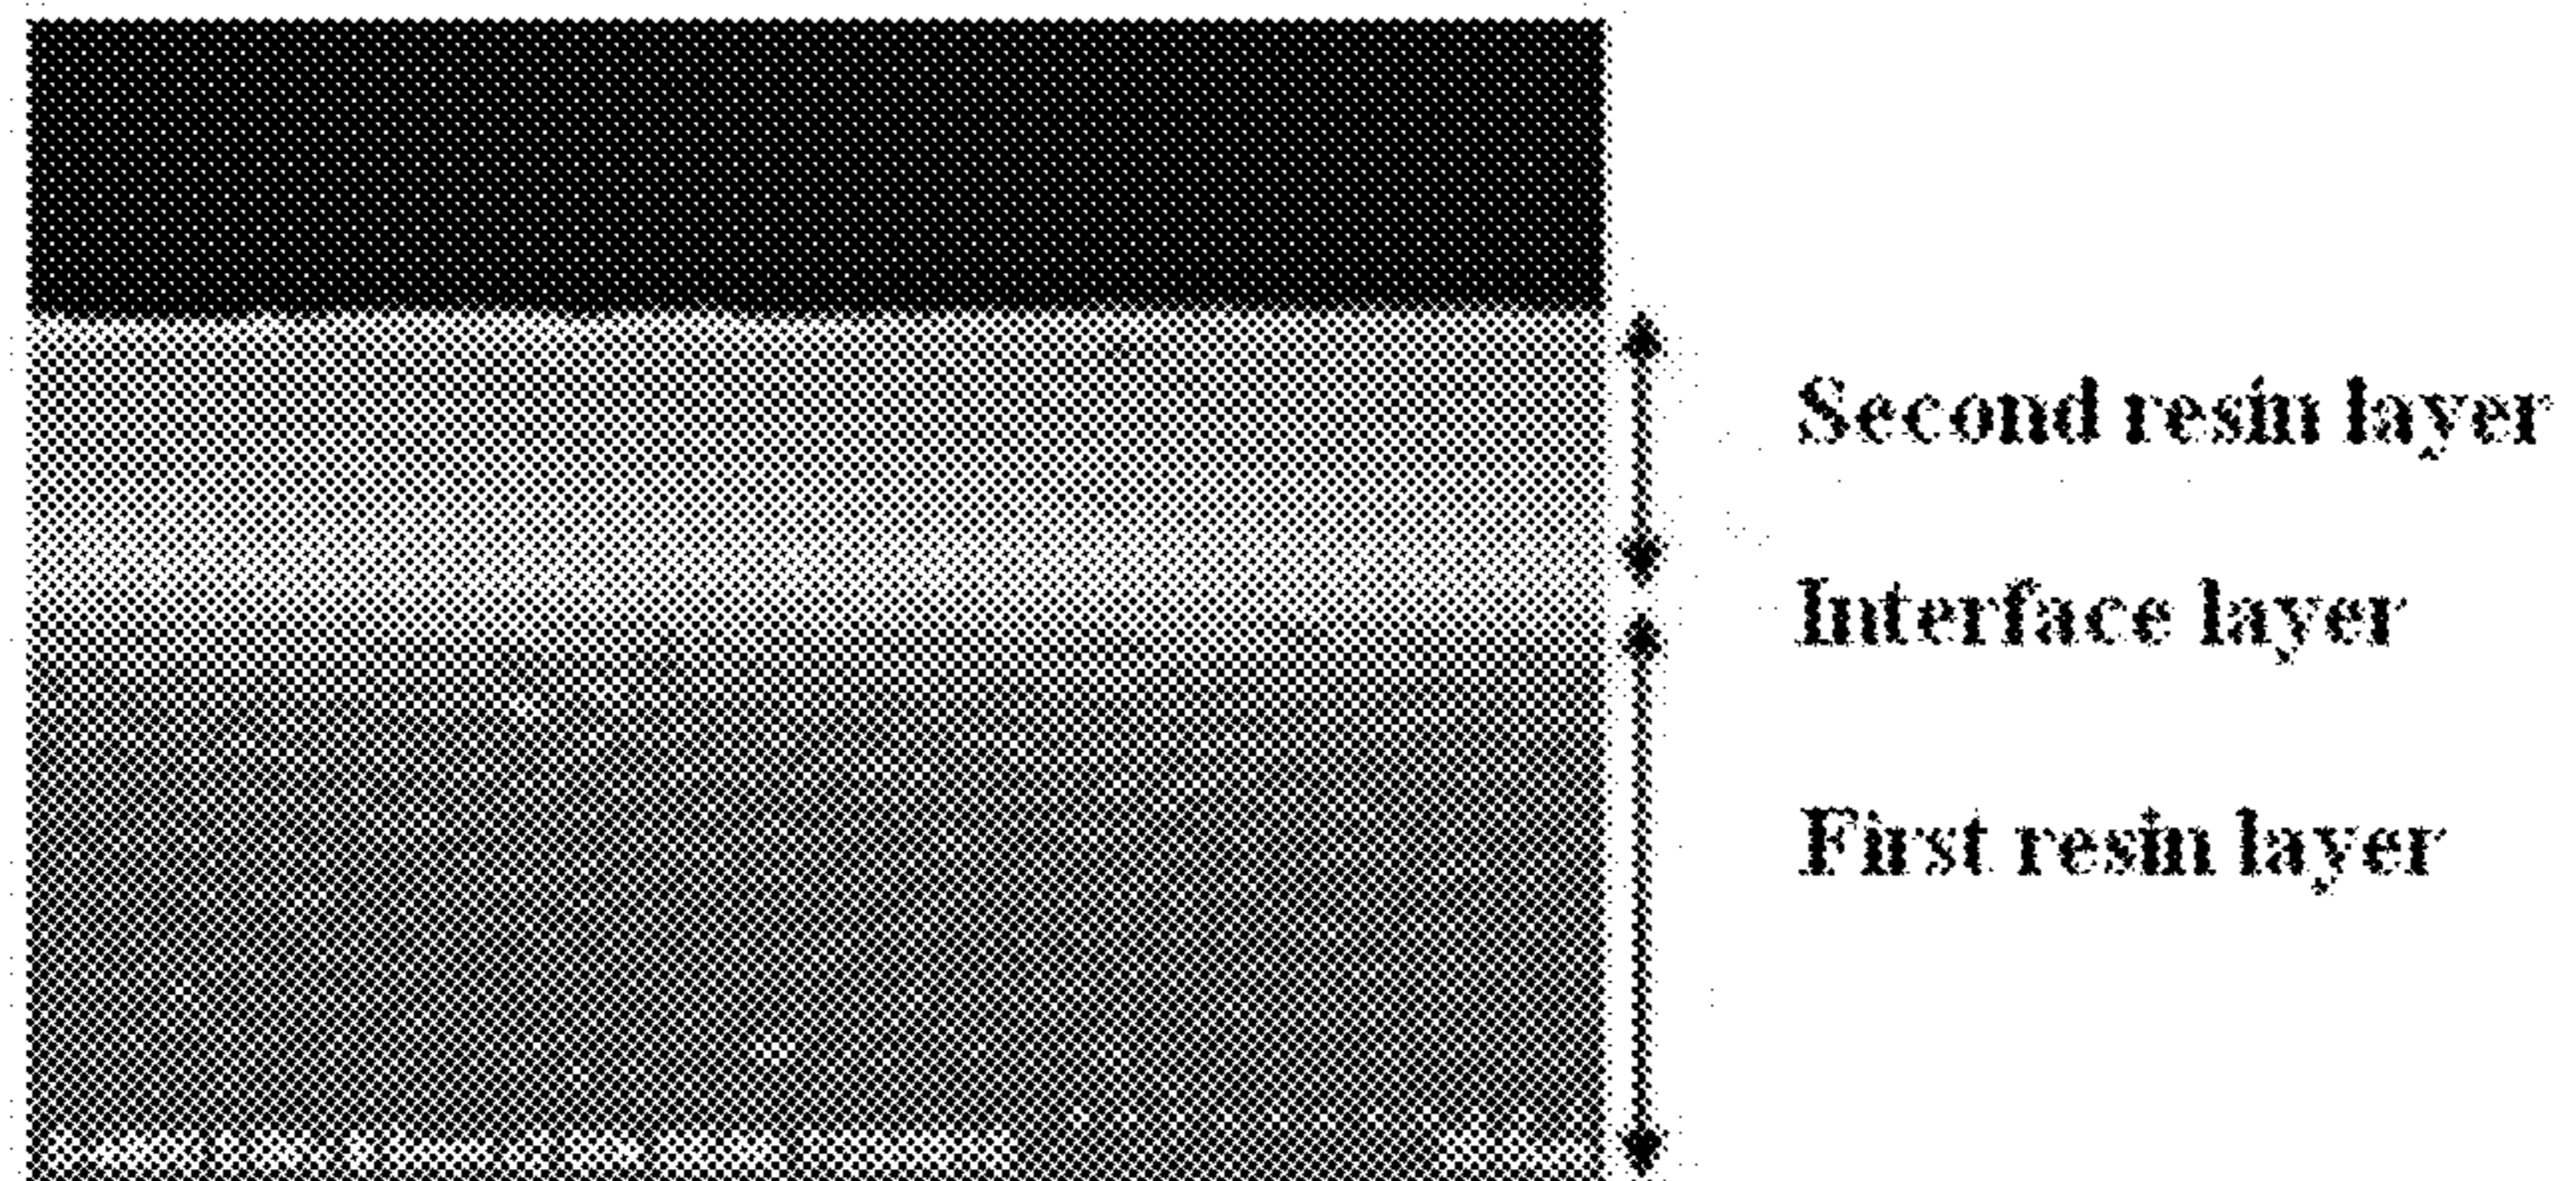 Second resin layer
Interface layer
First resin layer